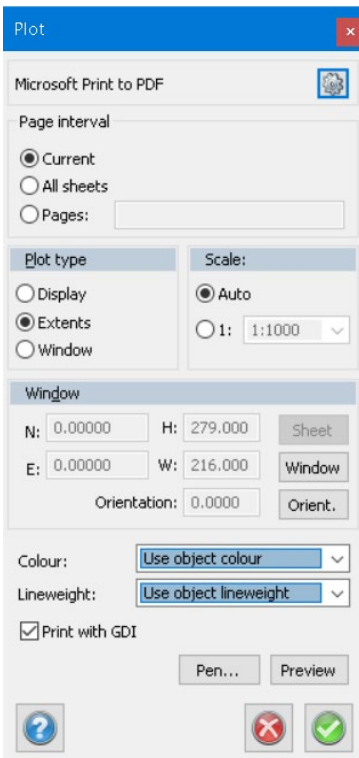 Plot
Microsoft Print to PDF
Page interval
Current
All sheets
Pages:
Plot type
Display
Extents
Window
Scale:
Auto
1: 1:1000
Window
N: 0.00000 H: 279.000 Sheet
E: 0.00000 W: 216.000 Window
Orientation: 0.0000 Orient.
Colour: Use object colour
Lineweight: Use object lineweight
Print with GDI
Pen... Preview